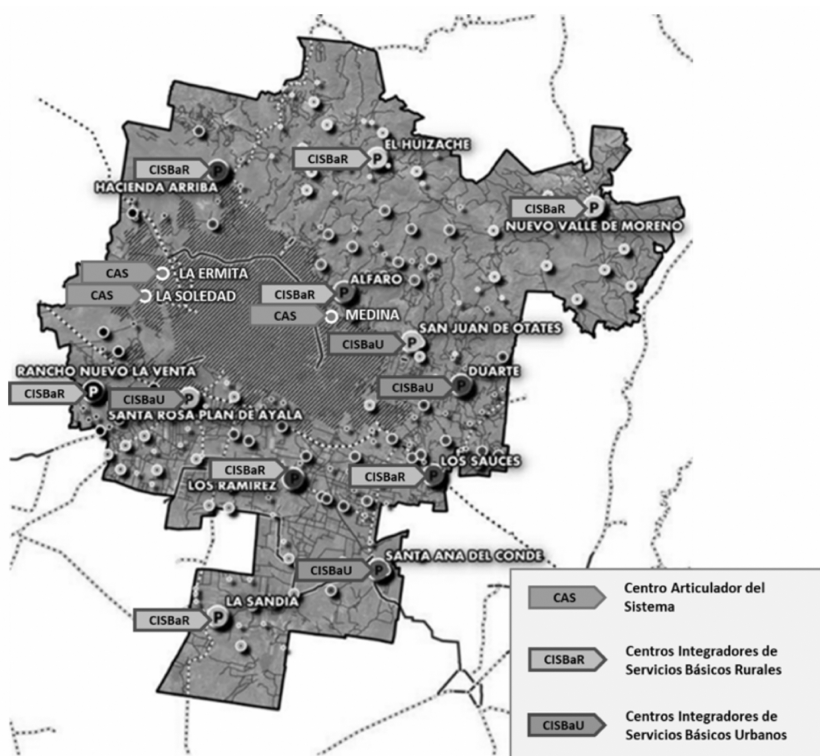 EL HUIZACHE
CISBaR P
CISBaR P
HACIENDA ARRIBA
CISBaR P
NUEVO VALLE DE MORENO
CAS LA ERMITA
CAS LA SOLEDAD
ALFARO
CISBaR P
CAS MEDINA
SAN JUAN DE OTATES
CISBaU P
RANCHO NUEVO LA VENTA
DUARTE
CISBaR P
CISBaU P
CISBaU P
SANTA ROSA PLAN DE AYALA
LOS SAUCES
CISBaR P
CISBaR P
LOS RAMIREZ
SANTA ANA DEL CONDE
CISBaU P
LA SANDIA
CISBaR P
CAS
Centro Articulador del
Sistema
CISBaR
Centros Integradores de
Servicios Básicos Rurales
CISBaU
Centros Integradores de
Servicios Básicos Urbanos